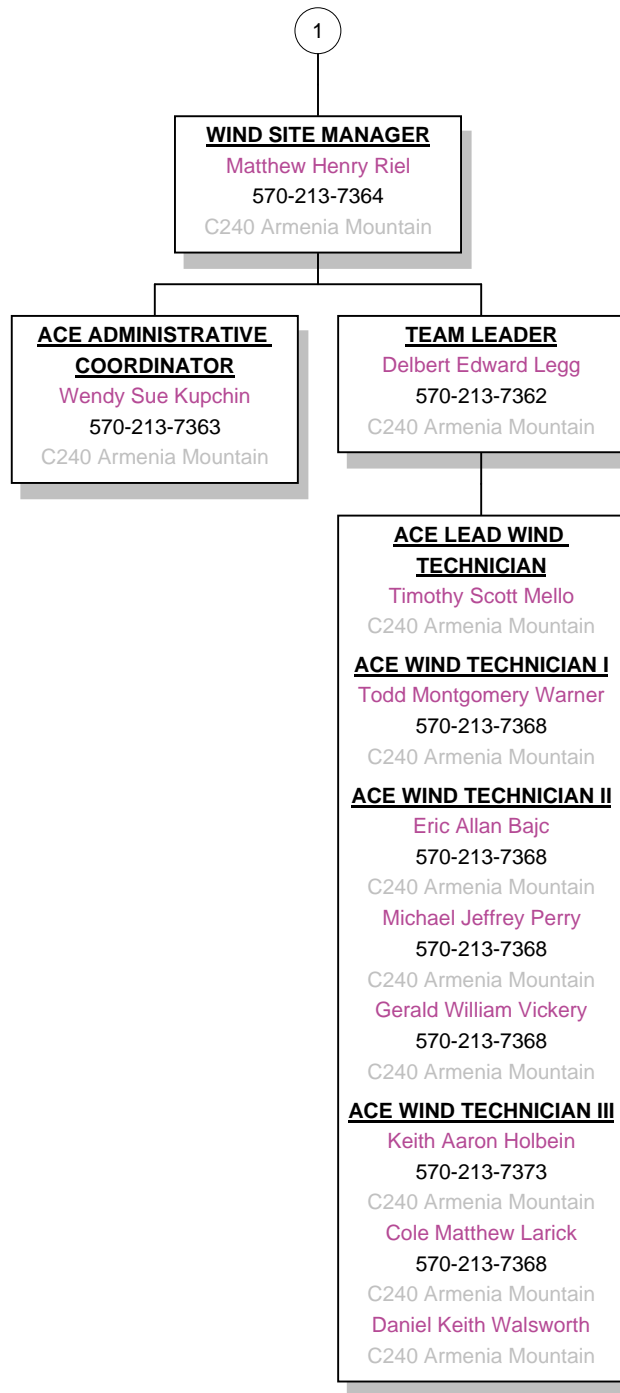 1
WIND SITE MANAGER
Matthew Henry Riel
570-213-7364
C240 Armenia Mountain
ACE ADMINISTRATIVE
COORDINATOR
Wendy Sue Kupchin
570-213-7363
C240 Armenia Mountain
TEAM LEADER
Delbert Edward Legg
570-213-7362
C240 Armenia Mountain
ACE LEAD WIND
TECHNICIAN
Timothy Scott Mello
C240 Armenia Mountain
ACE WIND TECHNICIAN I
Todd Montgomery Warner
570-213-7368
C240 Armenia Mountain
ACE WIND TECHNICIAN II
Eric Allan Bajc
570-213-7368
C240 Armenia Mountain
Michael Jeffrey Perry
570-213-7368
C240 Armenia Mountain
Gerald William Vickery
570-213-7368
C240 Armenia Mountain
ACE WIND TECHNICIAN III
Keith Aaron Holbein
570-213-7373
C240 Armenia Mountain
Cole Matthew Larick
570-213-7368
C240 Armenia Mountain
Daniel Keith Walsworth
C240 Armenia Mountain